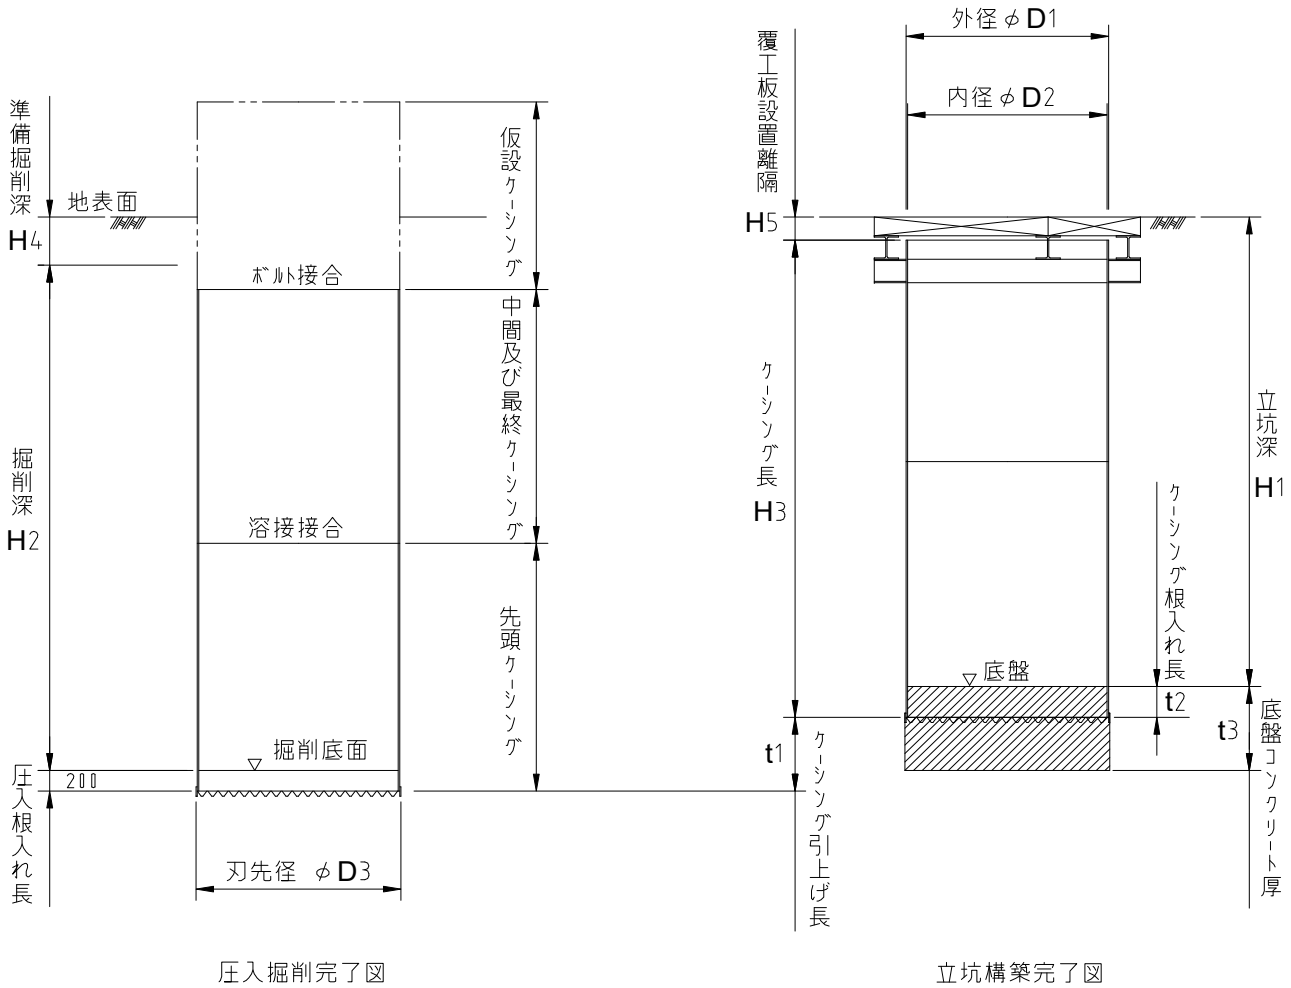 準備掘削深
H4
地表面
ボルト接合
仮設ケーシング
中間及び最終ケーシング
掘削深
H2
溶接接合
先頭ケーシング
掘削底面
200
圧入根入れ長
刃先径 φD3
圧入掘削完了図
外径φD1
内径φD2
覆工板設置離隔
H5
ケーシング長
H3
立坑深
H1
ケーシング根入れ長
t2
底盤
t1
ケーシング引上げ長
t3
底盤コンクリート厚
立坑構築完了図